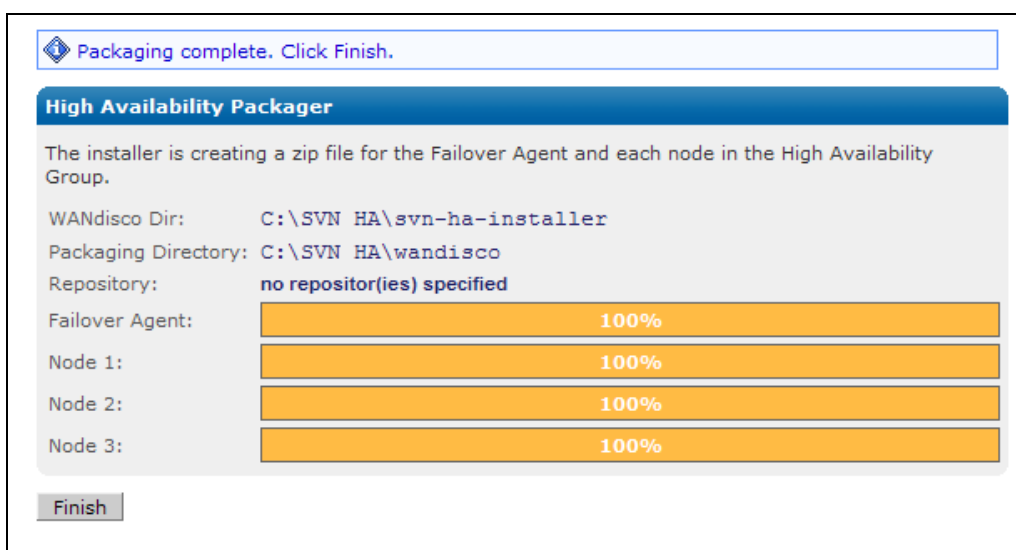 Packaging complete. Click Finish.
High Availability Packager
The installer is creating a zip file for the Failover Agent and each node in the High Availability
Group.
WANdisco Dir: C:\SVN HA\svn-ha-installer
Packaging Directory: C:\SVN HA\wandisco
Repository: no repositor(ies) specified
Failover Agent: 100%
Node 1: 100%
Node 2: 100%
Node 3: 100%
Finish